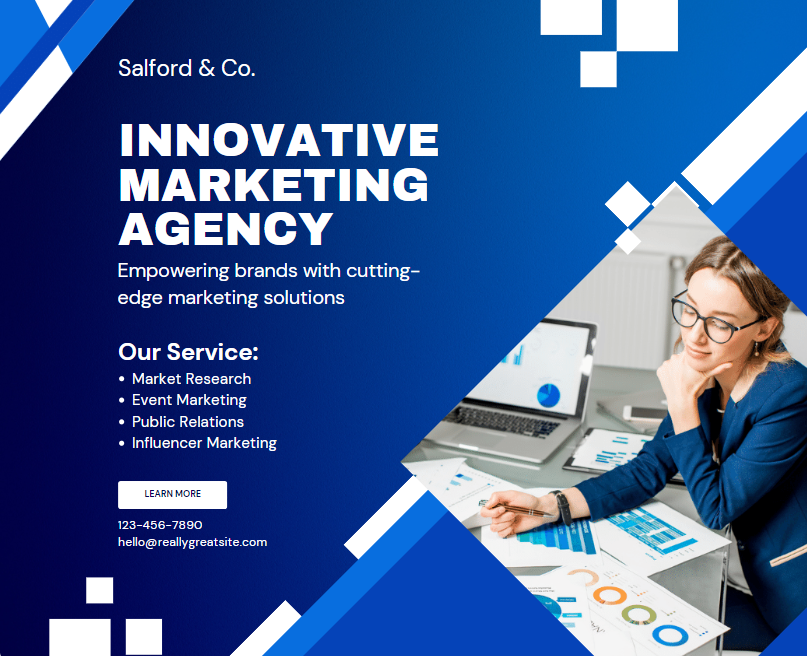 Salford & Co.
INNOVATIVE
MARKETING
AGENCY
Empowering brands with cutting-
edge marketing solutions
Our Service:
• Market Research
• Event Marketing
• Public Relations
• Influencer Marketing
LEARN MORE
123-456-7890
hello@reallygreatsite.com